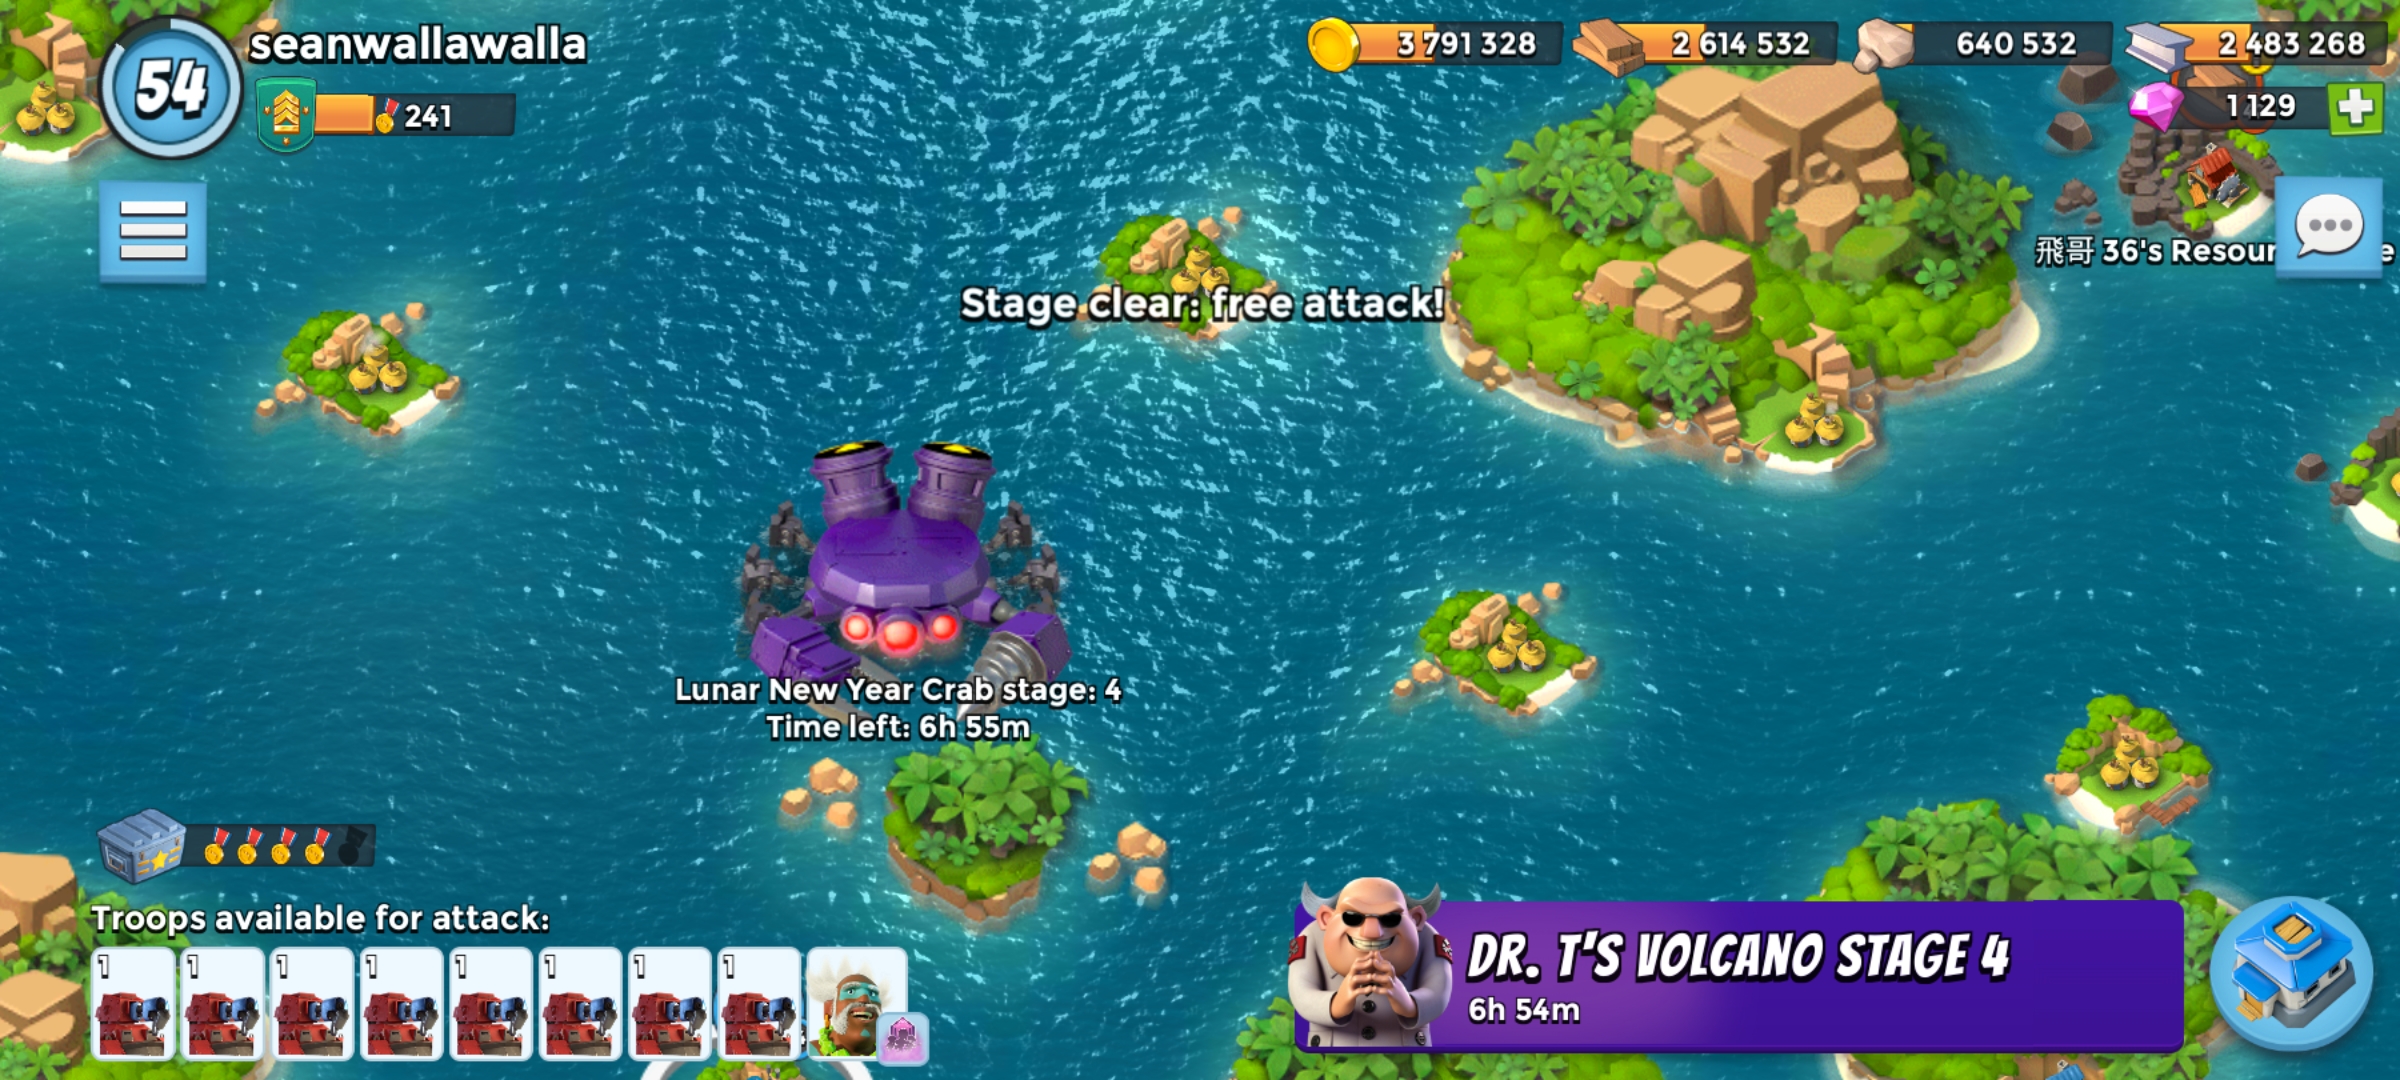 54
seanwallawalla
241
3 791 328
2 614 532
640 532
2 483 268
1 129
飛哥 36's Resour
e
Stage clear: free attack!
Lunar New Year Crab stage: 4
Time left: 6h 55m
Troops available for attack:
1 1 1 1 1 1 1 1
DR. T'S VOLCANO STAGE 4
6h 54m